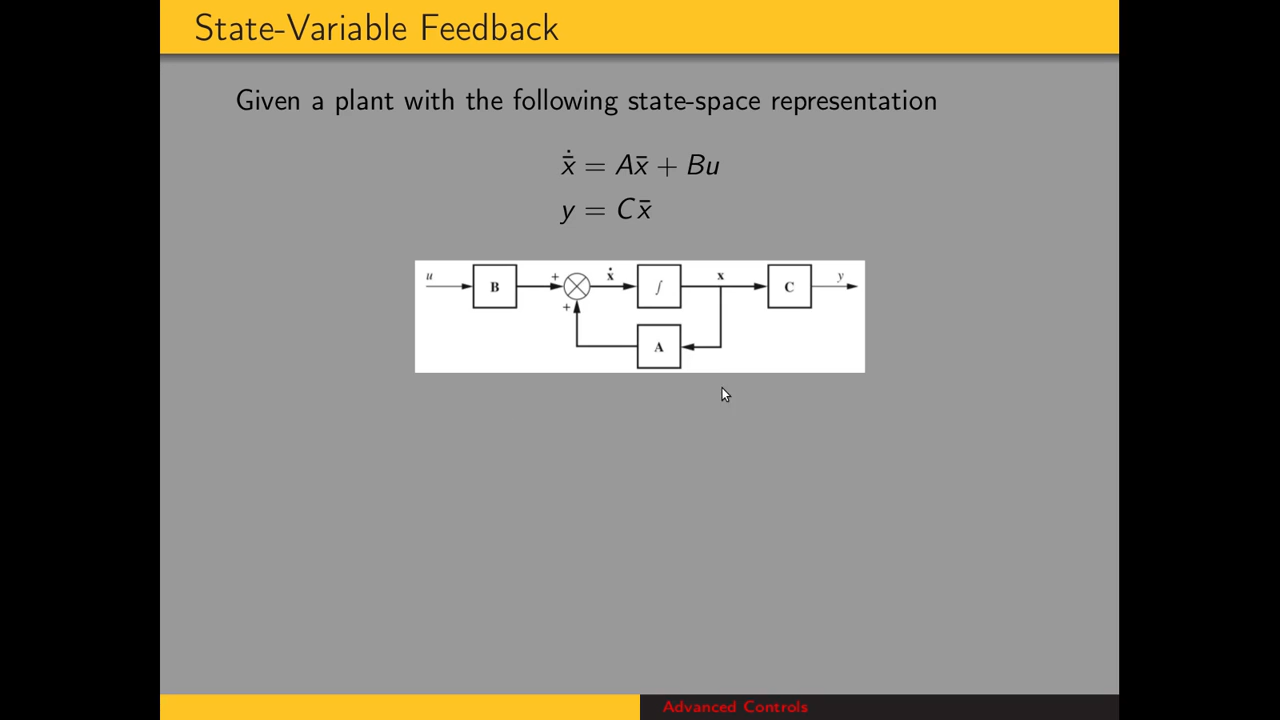 State-Variable Feedback
Given a plant with the following state-space representation
ẋ̄ = Ax̄ + Bu
y = Cx̄
u B + + ẋ ∫ x C y
A
Advanced Controls